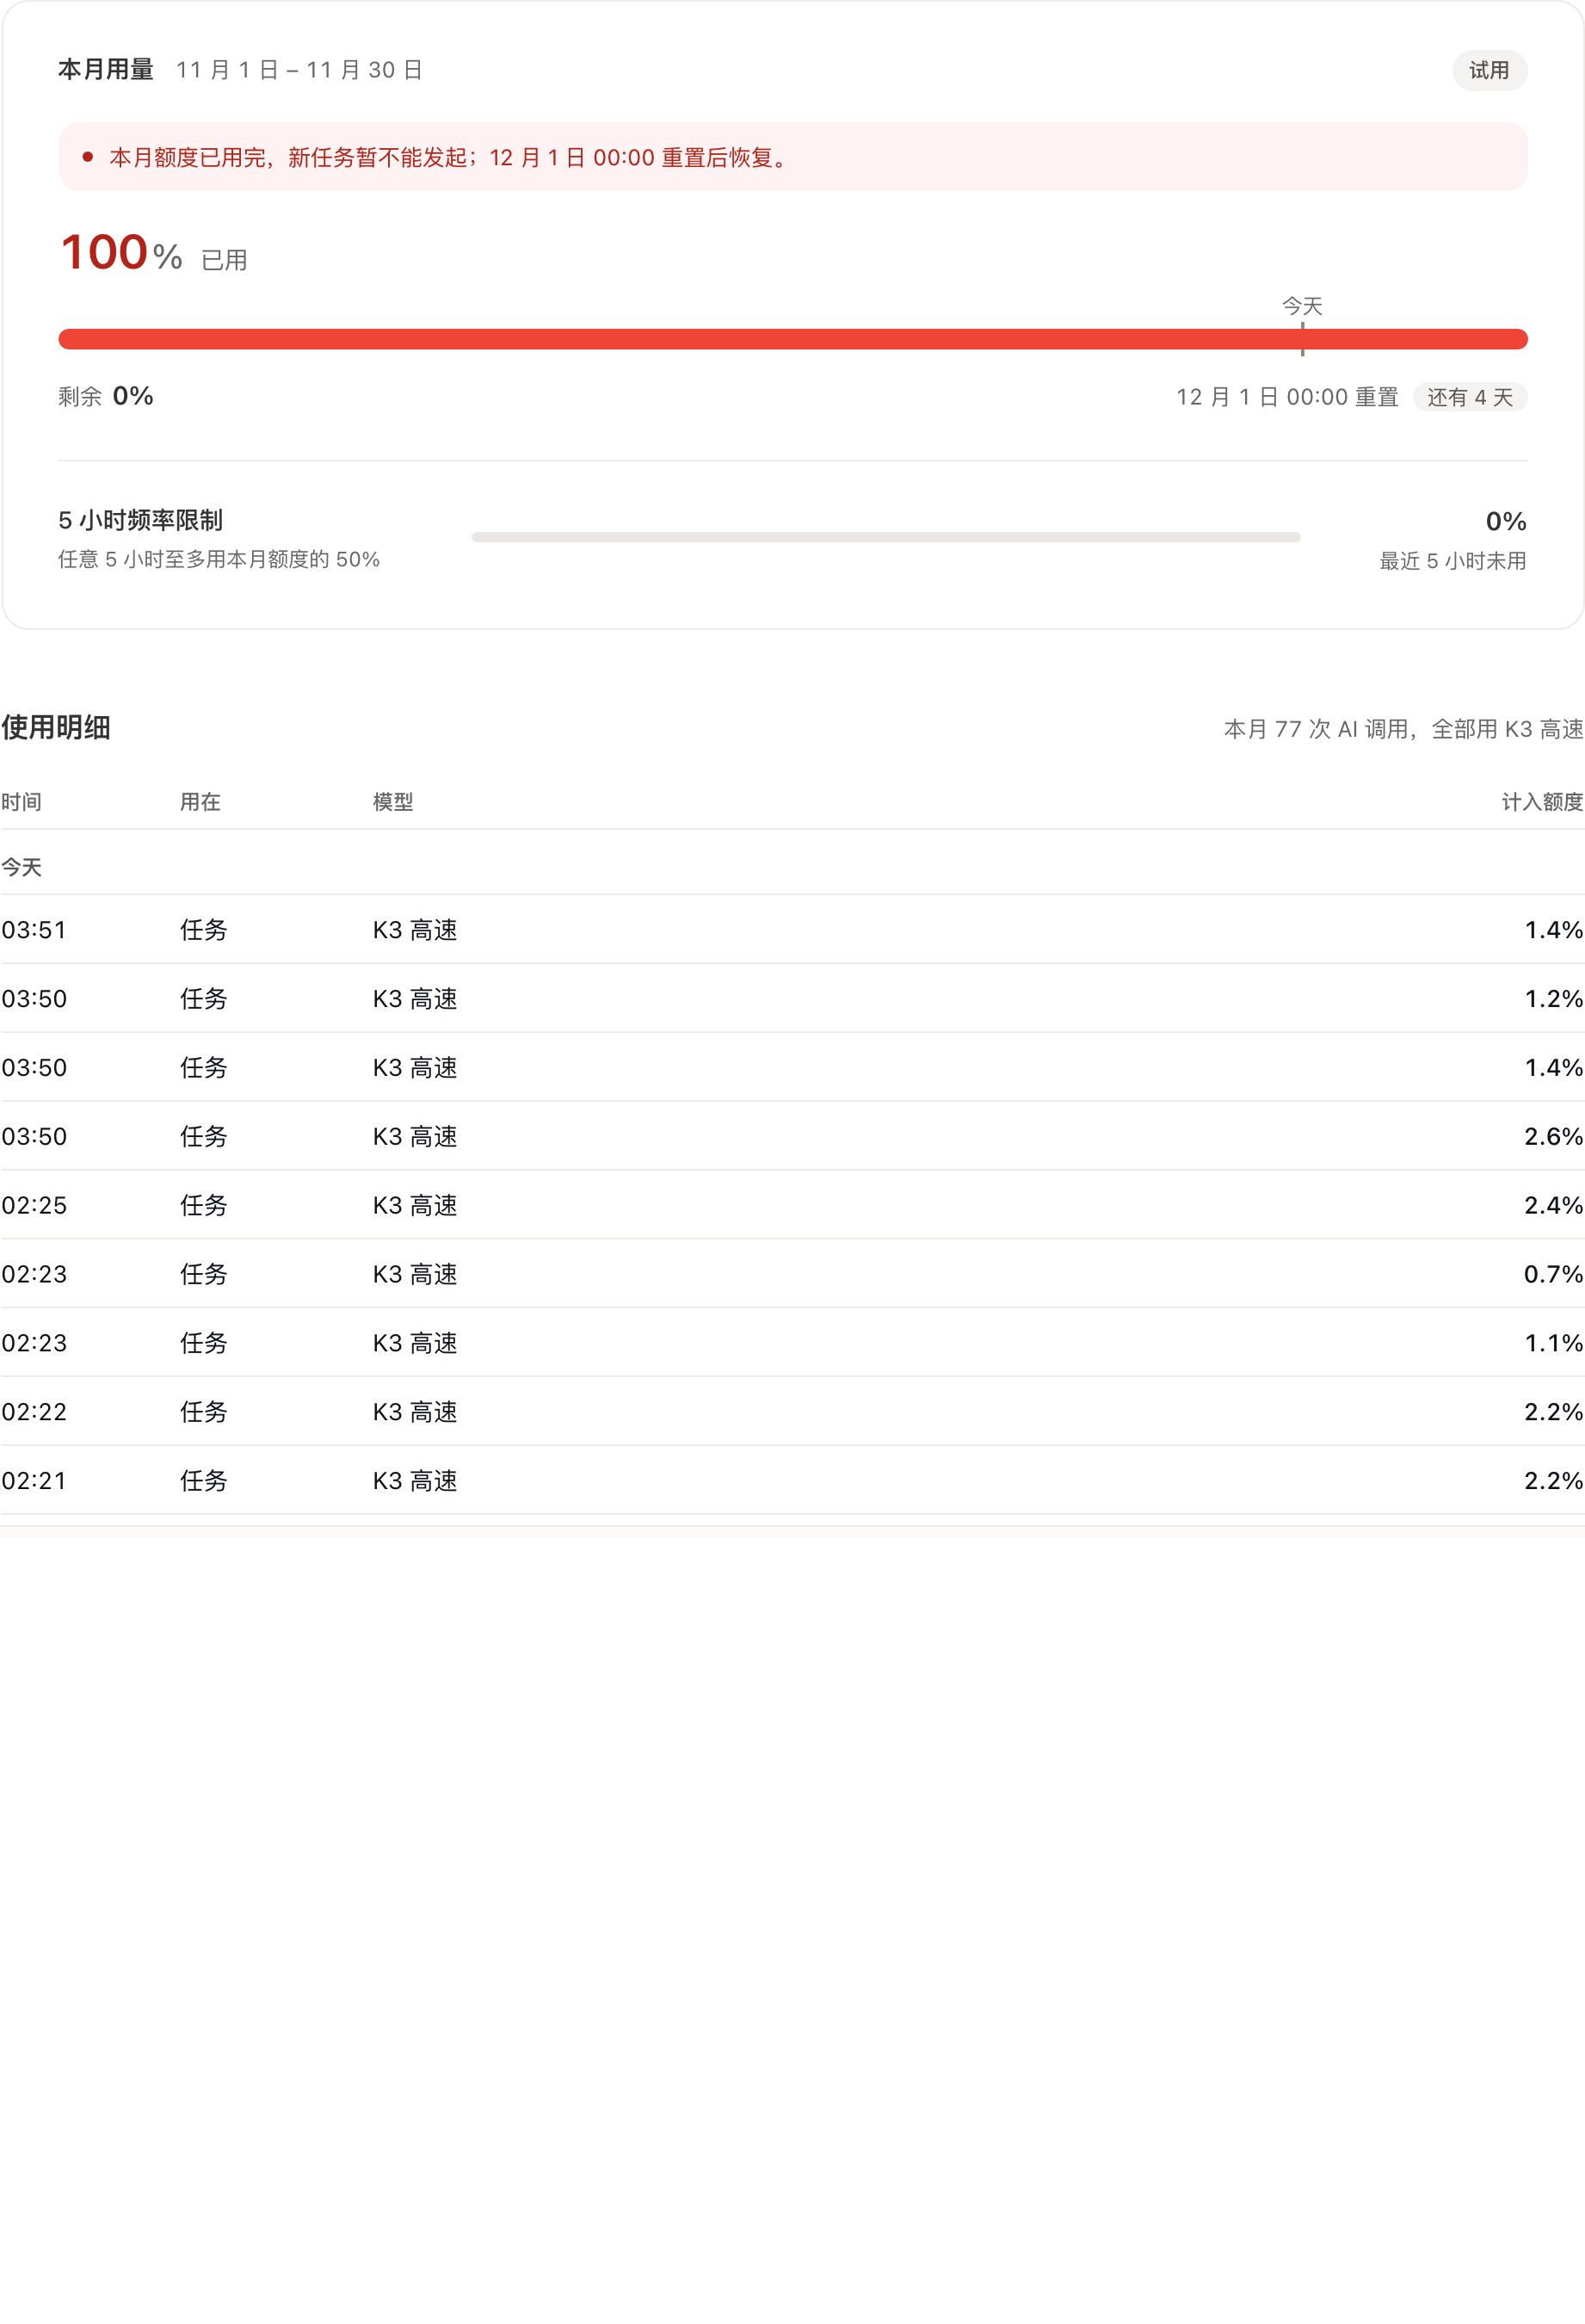 本月用量 11 月 1 日 – 11 月 30 日 试用
本月额度已用完，新任务暂不能发起；12 月 1 日 00:00 重置后恢复。
100% 已用
今天
剩余 0% 12 月 1 日 00:00 重置 还有 4 天
5 小时频率限制 0%
任意 5 小时至多用本月额度的 50% 最近 5 小时未用
使用明细 本月 77 次 AI 调用，全部用 K3 高速
时间 用在 模型 计入额度
今天
03:51 任务 K3 高速 1.4%
03:50 任务 K3 高速 1.2%
03:50 任务 K3 高速 1.4%
03:50 任务 K3 高速 2.6%
02:25 任务 K3 高速 2.4%
02:23 任务 K3 高速 0.7%
02:23 任务 K3 高速 1.1%
02:22 任务 K3 高速 2.2%
02:21 任务 K3 高速 2.2%